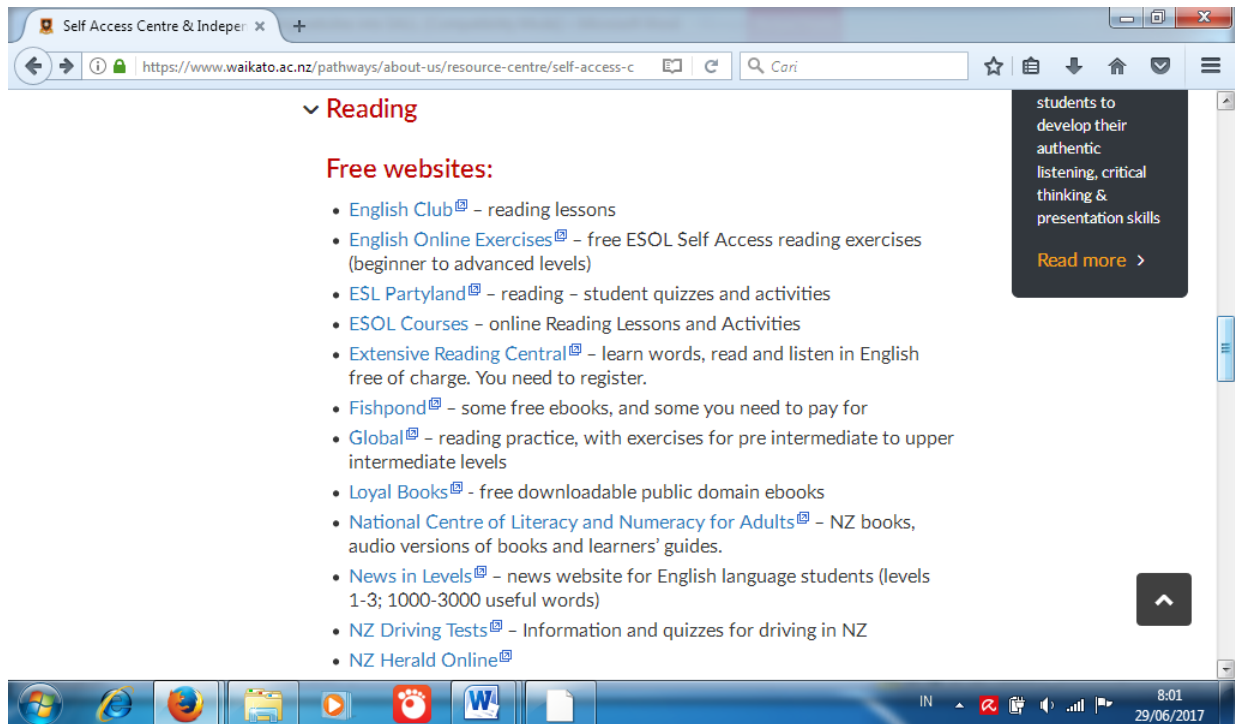 Self Access Centre & Indeper
https://www.waikato.ac.nz/pathways/about-us/resource-centre/self-access-c
Cari
Reading
Free websites:
• English Club – reading lessons
• English Online Exercises – free ESOL Self Access reading exercises
(beginner to advanced levels)
• ESL Partyland – reading – student quizzes and activities
• ESOL Courses – online Reading Lessons and Activities
• Extensive Reading Central – learn words, read and listen in English
free of charge. You need to register.
• Fishpond – some free ebooks, and some you need to pay for
• Global – reading practice, with exercises for pre intermediate to upper
intermediate levels
• Loyal Books - free downloadable public domain ebooks
• National Centre of Literacy and Numeracy for Adults – NZ books,
audio versions of books and learners’ guides.
• News in Levels – news website for English language students (levels
1-3; 1000-3000 useful words)
• NZ Driving Tests – Information and quizzes for driving in NZ
• NZ Herald Online
students to
develop their
authentic
listening, critical
thinking &
presentation skills
Read more
IN
8:01
29/06/2017